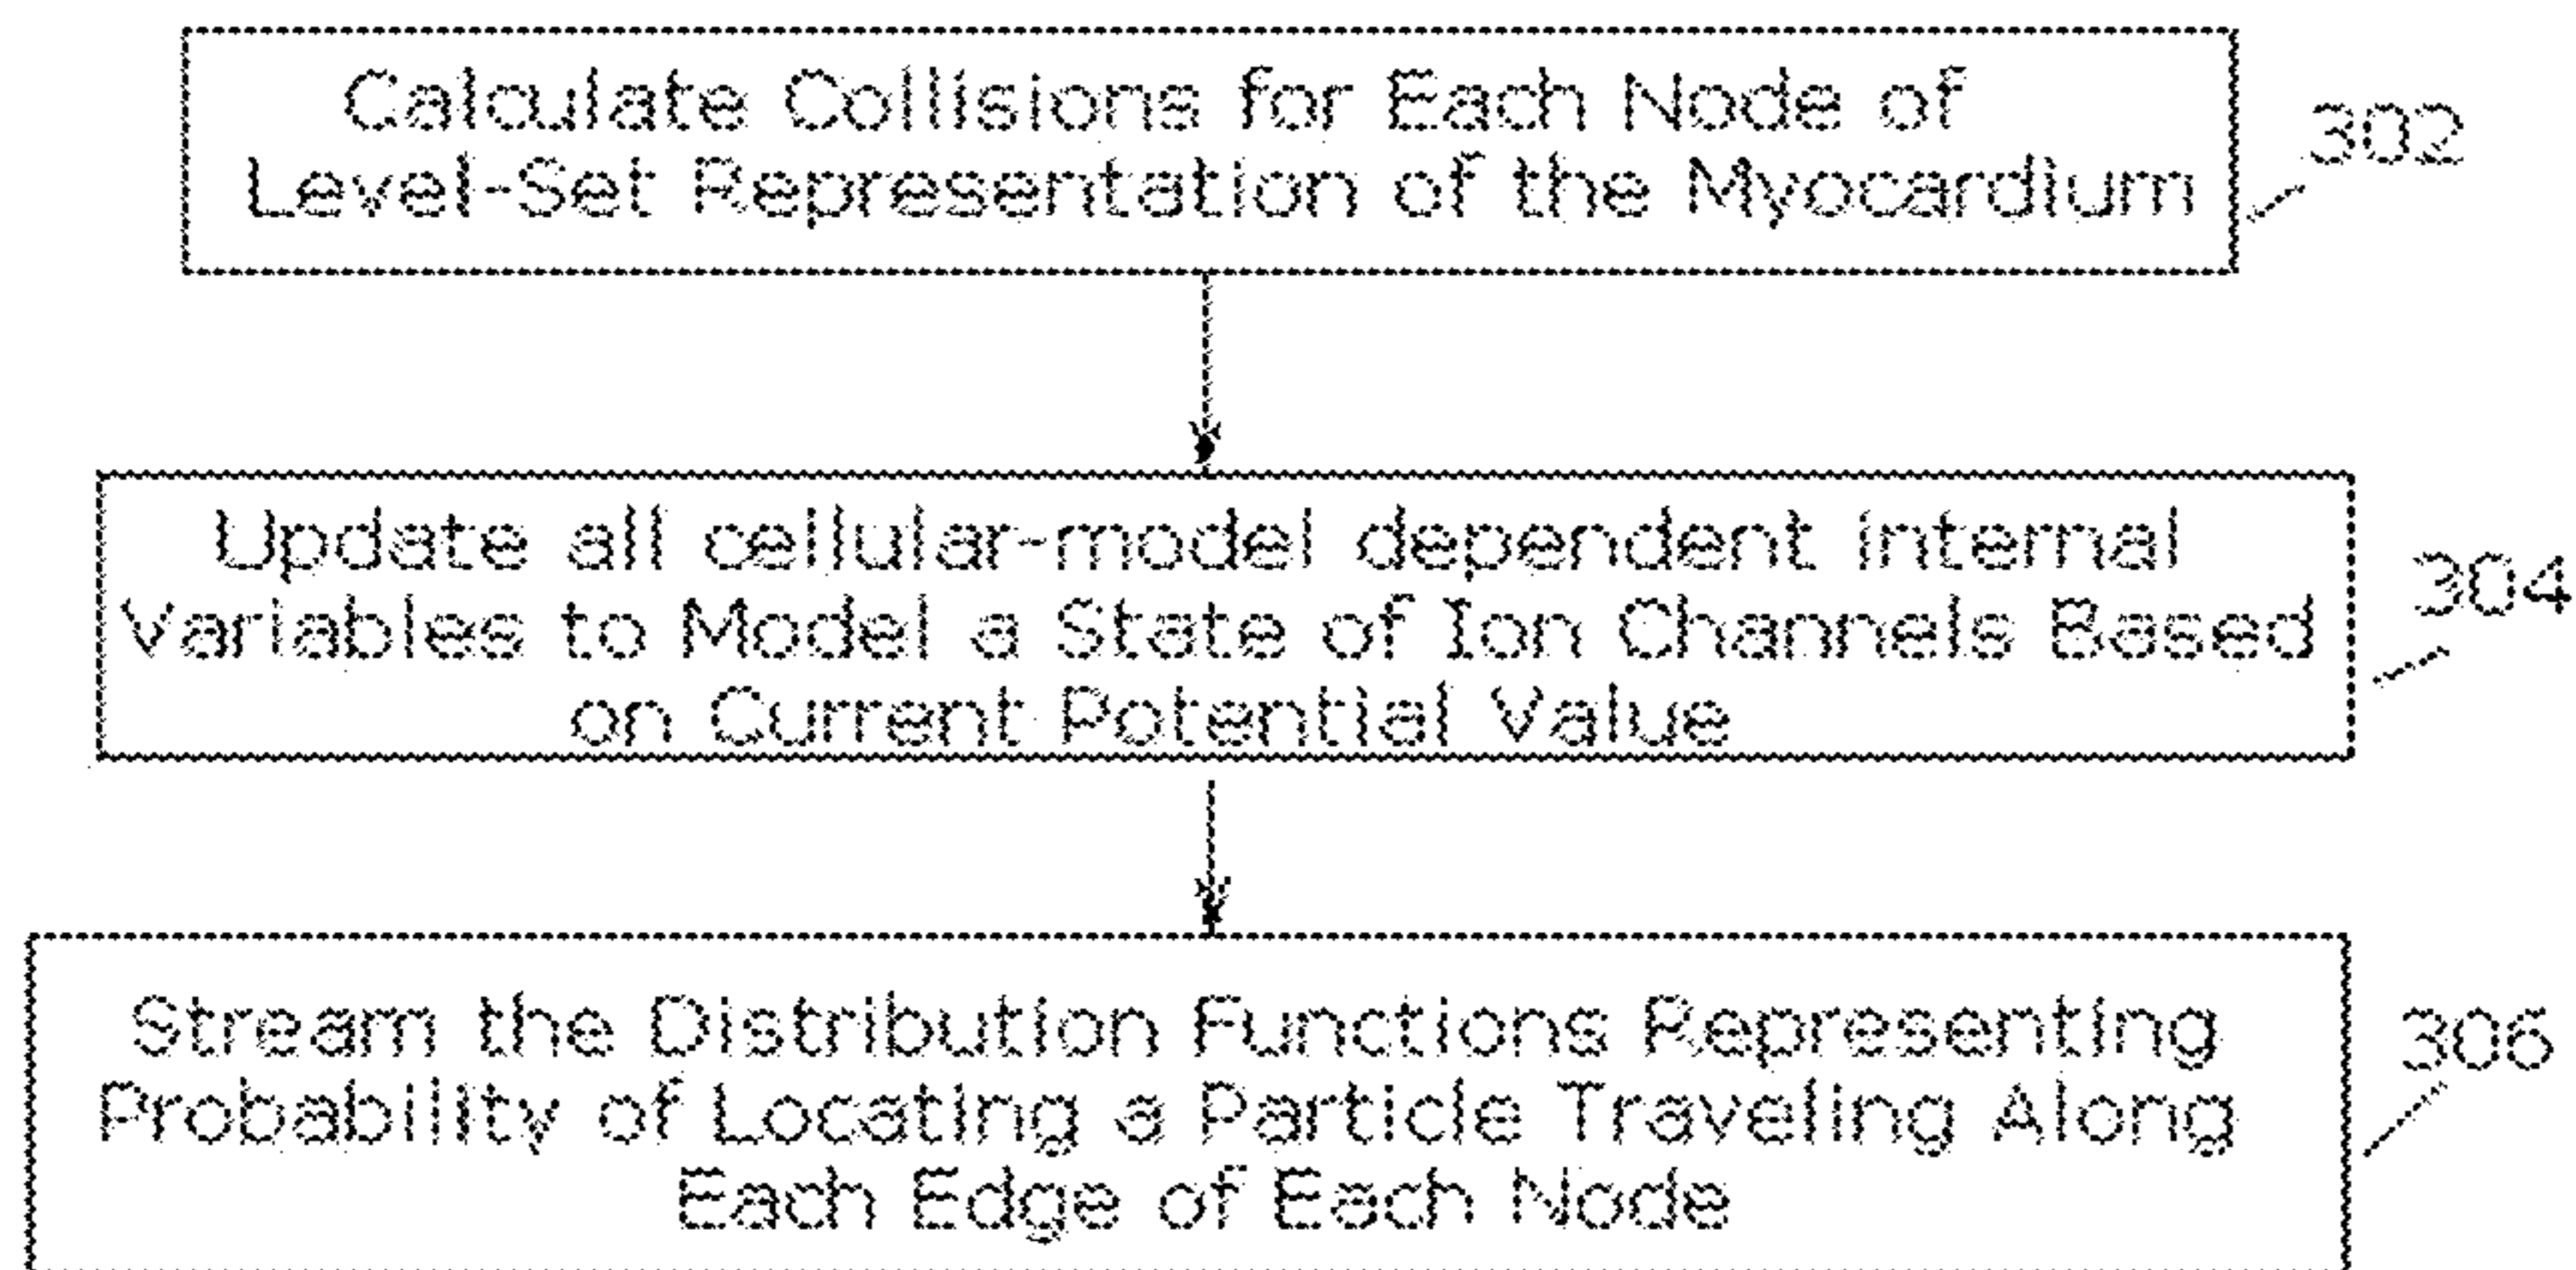 Calculate Collisions for Each Node of
Level-Set Representation of the Myocardium
302
Update all cellular-model dependent internal
Variables to Model a State of Ion Channels Based
on Current Potential Value
304
Stream the Distribution Functions Representing
Probability of Locating a Particle Traveling Along
Each Edge of Each Node
306